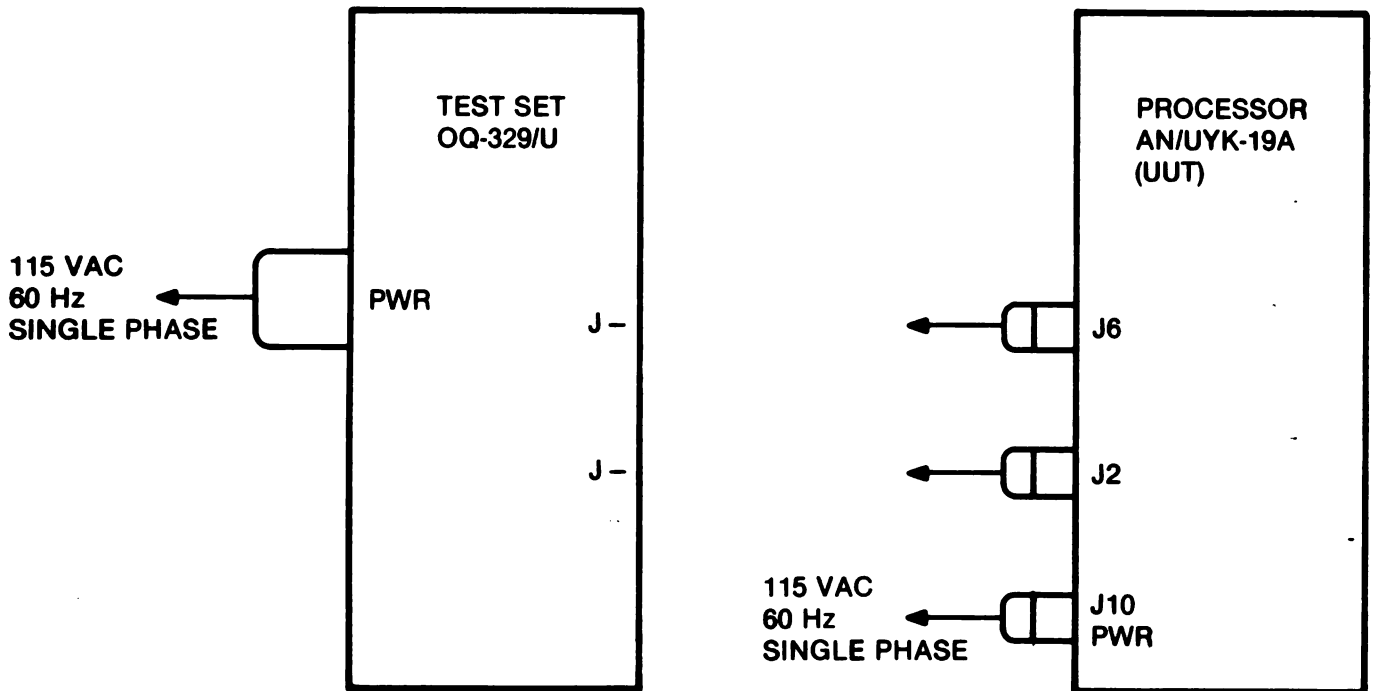 TEST SET
OQ-329/U
115 VAC
60 Hz
SINGLE PHASE
PWR
J –
J –
PROCESSOR
AN/UYK-19A
(UUT)
J6
J2
115 VAC
60 Hz
SINGLE PHASE
J10
PWR